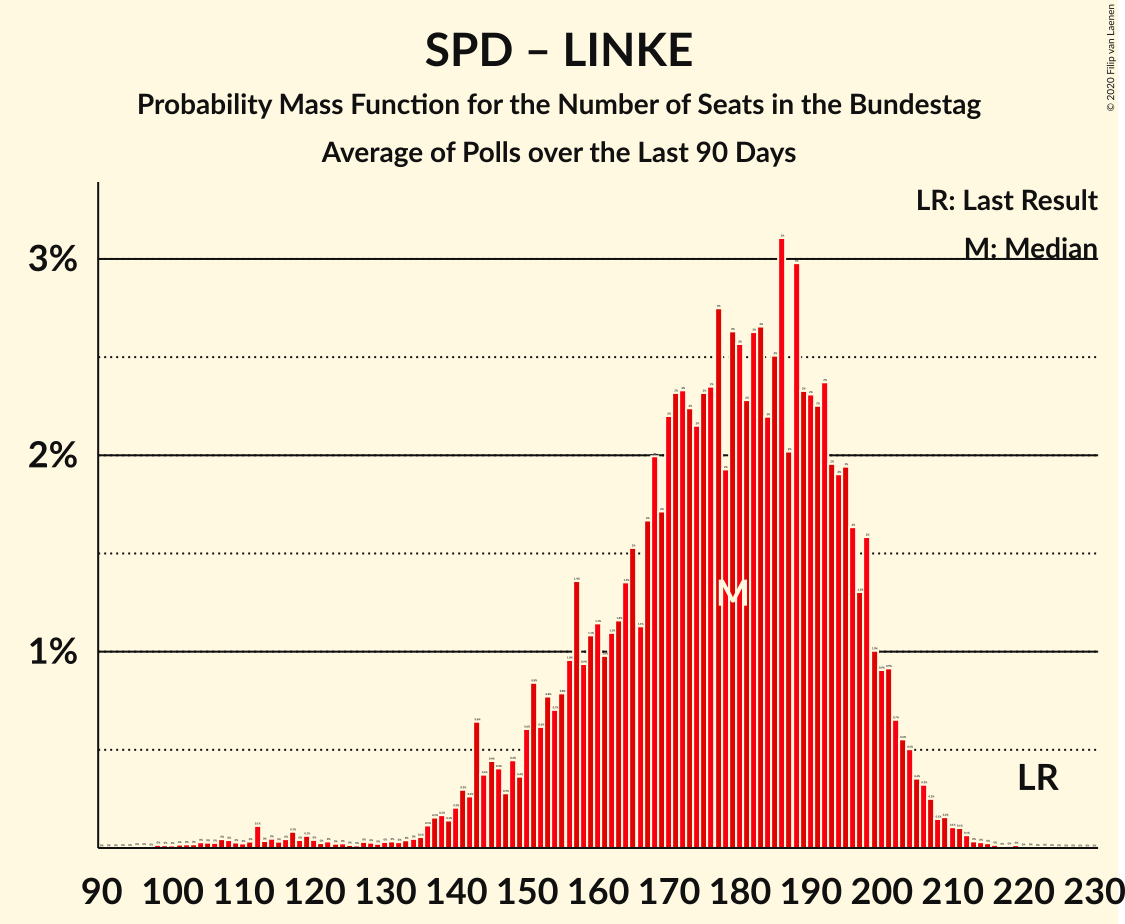 SPD – LINKE
Probability Mass Function for the Number of Seats in the Bundestag
Average of Polls over the Last 90 Days
© 2020 Filip van Laenen
LR: Last Result
M: Median
3%
2%
1%
M
LR
90 100 110 120 130 140 150 160 170 180 190 200 210 220 230